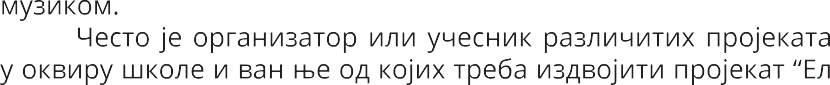 музиком.
Често је организатор или учесник различитих пројеката
у оквиру школе и ван ње од којих треба издвојити пројекат “Ел